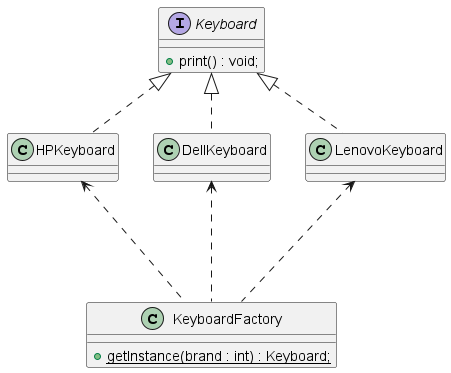 I Keyboard
print() : void;
C HPKeyboard
C DellKeyboard
C LenovoKeyboard
C KeyboardFactory
getInstance(brand : int) : Keyboard;